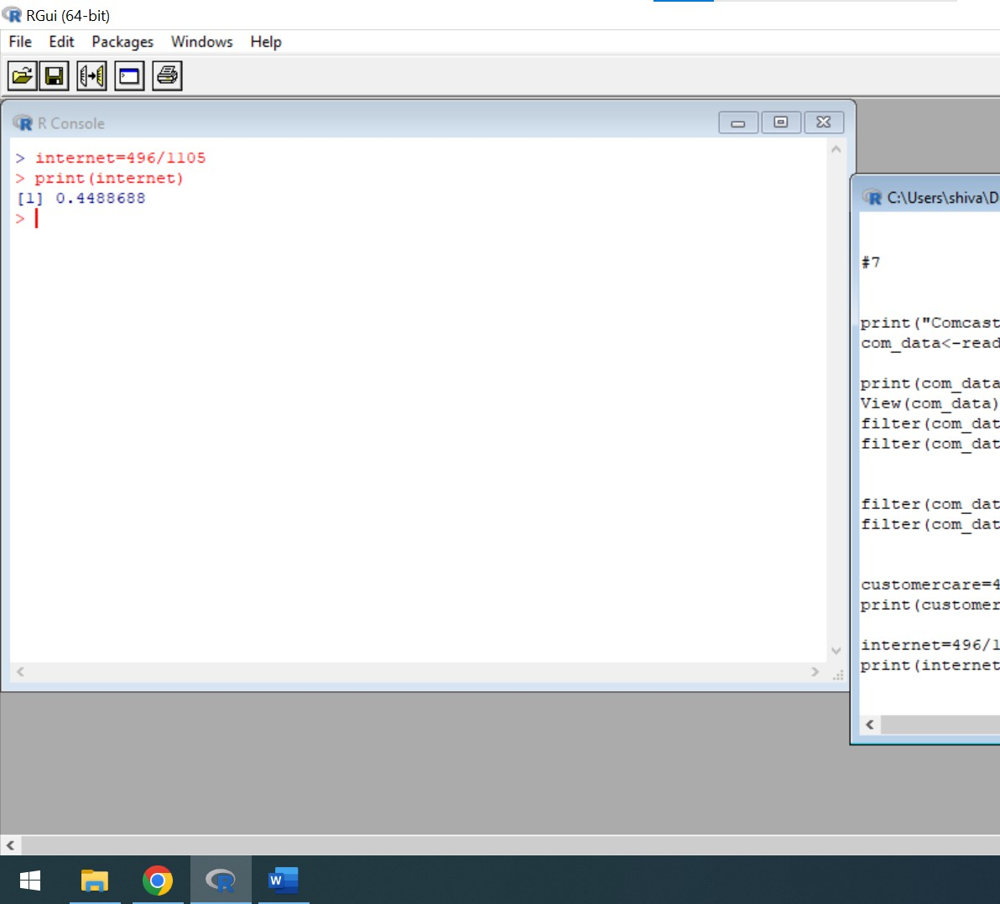 RGui (64-bit)
File Edit Packages Windows Help
R Console
> internet=496/1105
> print(internet)
[1] 0.4488688
>
C:\Users\shiva\D
#7
print("Comcast
com_data<-read
print(com_data
View(com_data)
filter(com_dat
filter(com_dat
filter(com_dat
filter(com_dat
customercare=4
print(customer
internet=496/1
print(internet